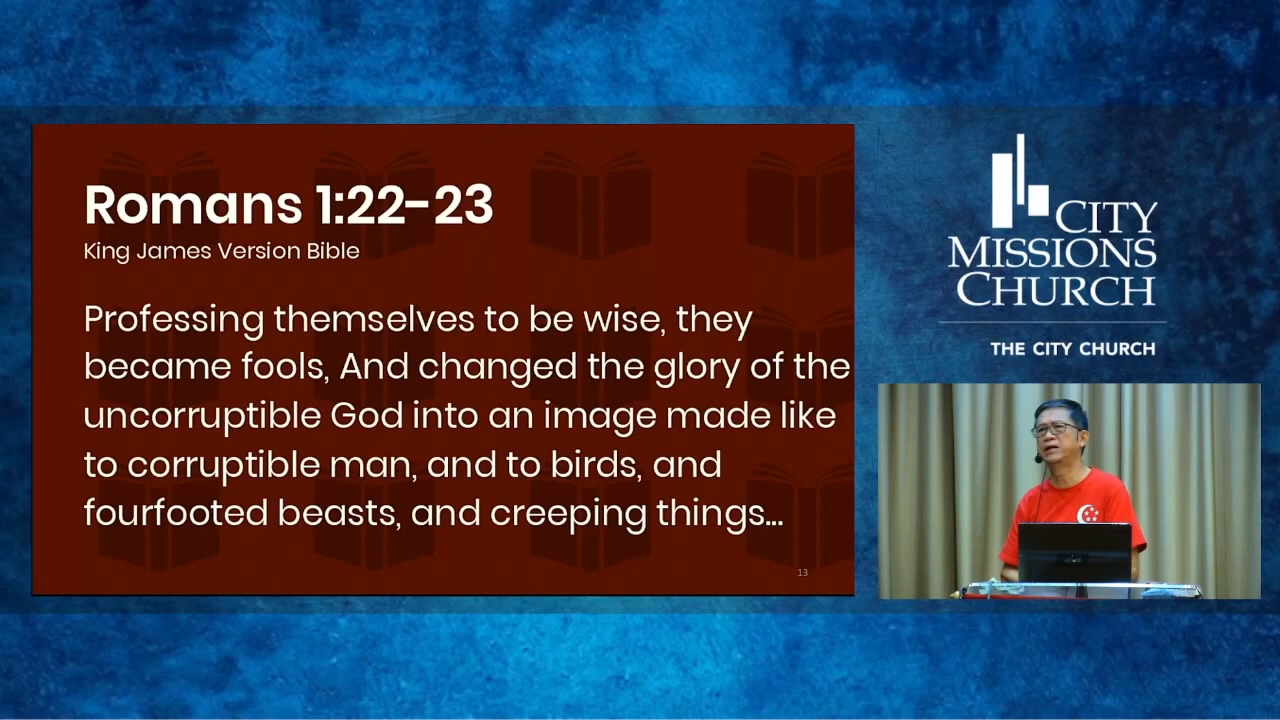 Romans 1:22-23
King James Version Bible
Professing themselves to be wise, they
became fools, And changed the glory of the
uncorruptible God into an image made like
to corruptible man, and to birds, and
fourfooted beasts, and creeping things...
13
CITY
MISSIONS
CHURCH
THE CITY CHURCH